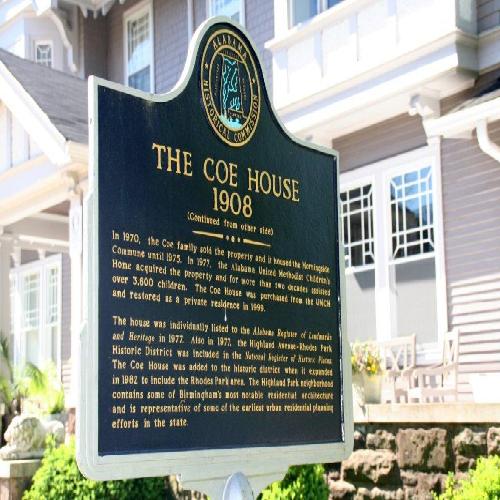 ALABAMA
HISTORICAL COMMISSION
THE COE HOUSE
1908
(Continued from other side)
In 1970, the Coe family sold the property and it housed the Morningside
Commune until 1975. In 1977, the Alabama United Methodist Children's
Home acquired the property and for more than two decades assisted
over 3,600 children. The Coe House was purchased from the UMCH
and restored as a private residence in 1999.
The house was individually listed to the Alabama Register of Landmarks
and Heritage in 1977. Also in 1977, the Highland Avenue-Rhodes Park
Historic District was included in the National Register of Historic Places.
The Coe House was added to the historic district when it expanded
in 1982 to include the Rhodes Park area. The Highland Park neighborhood
contains some of Birmingham's most notable residential architecture
and is representative of some of the earliest urban residential planning
efforts in the state.